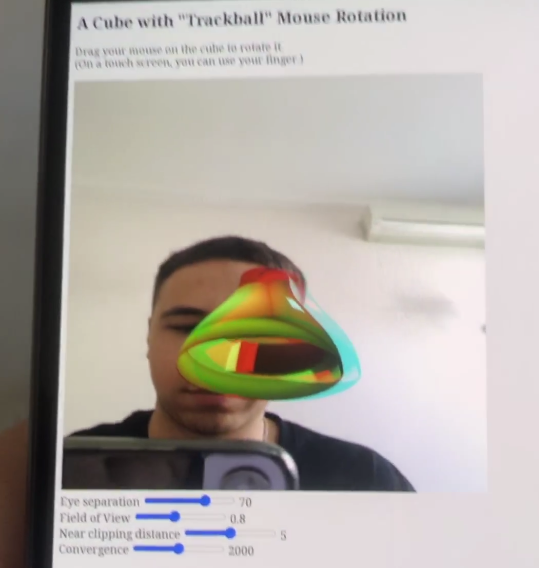 A Cube with "Trackball" Mouse Rotation
Drag your mouse on the cube to rotate it.
(On a touch screen, you can use your finger.)
Eye separation 70
Field of View 0.8
Near clipping distance 5
Convergence 2000